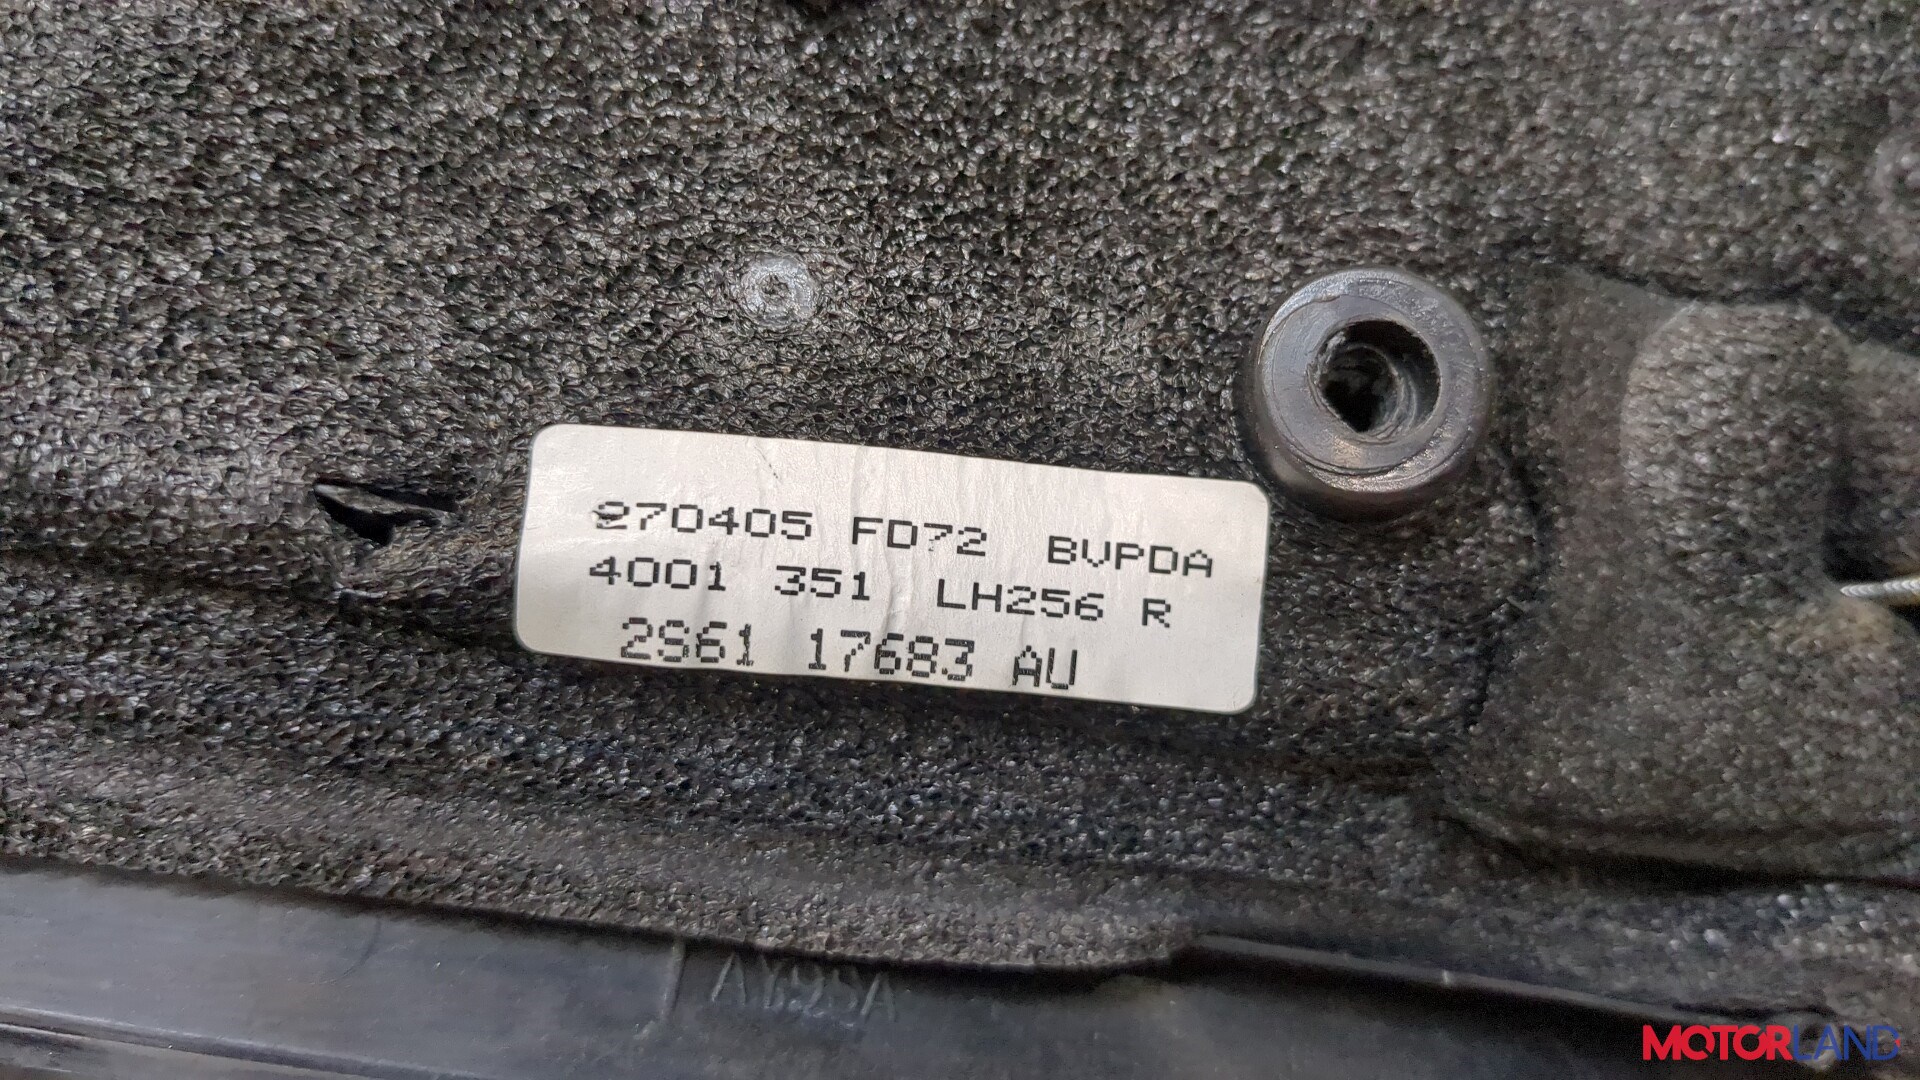 270405 FD72 BVPDA
4001 351 LH256 R
2S61 17683 AU
MOTORLAND